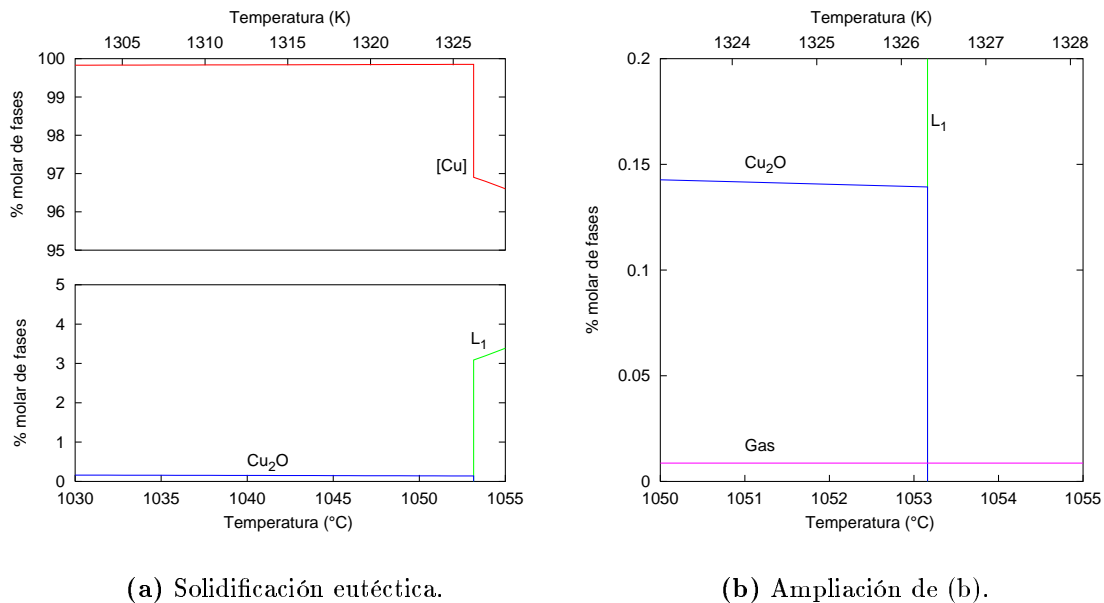 Temperatura (K)
1305 1310 1315 1320 1325
% molar de fases
100
99
98
97
96
95
[Cu]
% molar de fases
5
4
3
2
1
0
L1
Cu2O
1030 1035 1040 1045 1050 1055
Temperatura (°C)
(a) Solidificación eutéctica.
Temperatura (K)
1324 1325 1326 1327 1328
% molar de fases
0.2
0.15
0.1
0.05
0
L1
Cu2O
Gas
1050 1051 1052 1053 1054 1055
Temperatura (°C)
(b) Ampliación de (b).